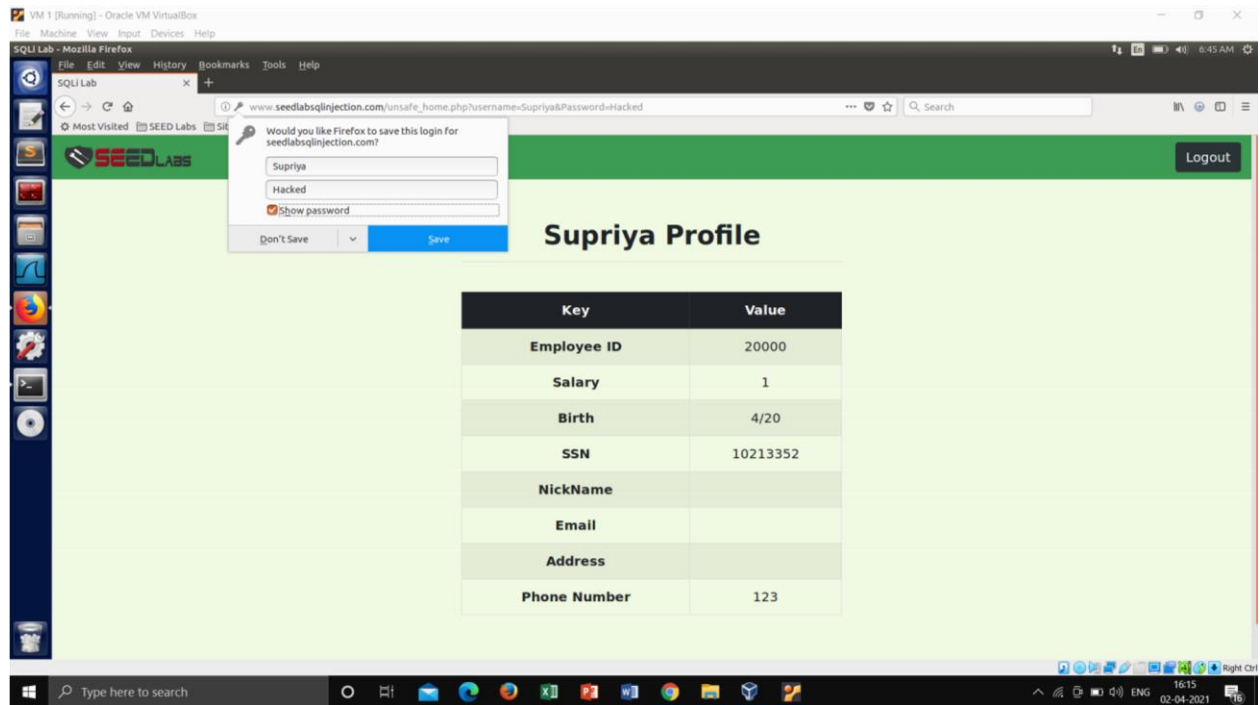 VM 1 [Running] - Oracle VM VirtualBox
File Machine View Input Devices Help
SQLi Lab - Mozilla Firefox
En 6:45 AM
File Edit View History Bookmarks Tools Help
SQLi Lab
www.seedlabsqlinjection.com/unsafe_home.php?username=Supriya&Password=Hacked
Search
Most Visited SEED Labs Sit
Would you like Firefox to save this login for
seedlabsqlinjection.com?
Supriya
Hacked
Show password
Don't Save Save
SEEDLABS
Logout
Supriya Profile
Key Value
Employee ID 20000
Salary 1
Birth 4/20
SSN 10213352
NickName
Email
Address
Phone Number 123
Right Ctrl
Type here to search
ENG 16:15
02-04-2021
16